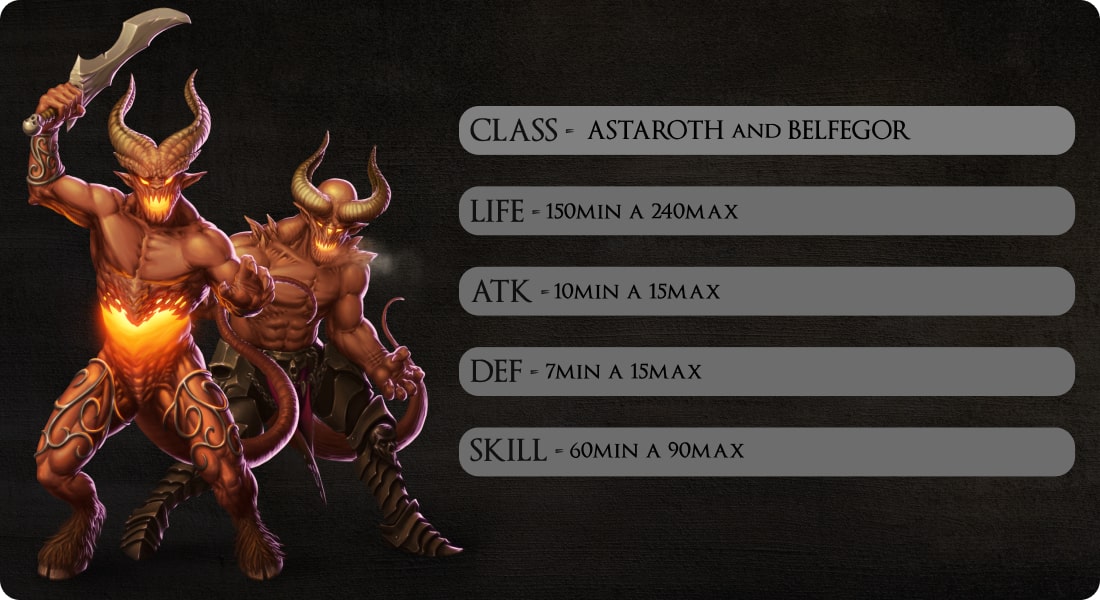 CLASS = ASTAROTH AND BELFEGOR
LIFE = 150MIN A 240MAX
ATK = 10MIN A 15MAX
DEF = 7MIN A 15MAX
SKILL = 60MIN A 90MAX